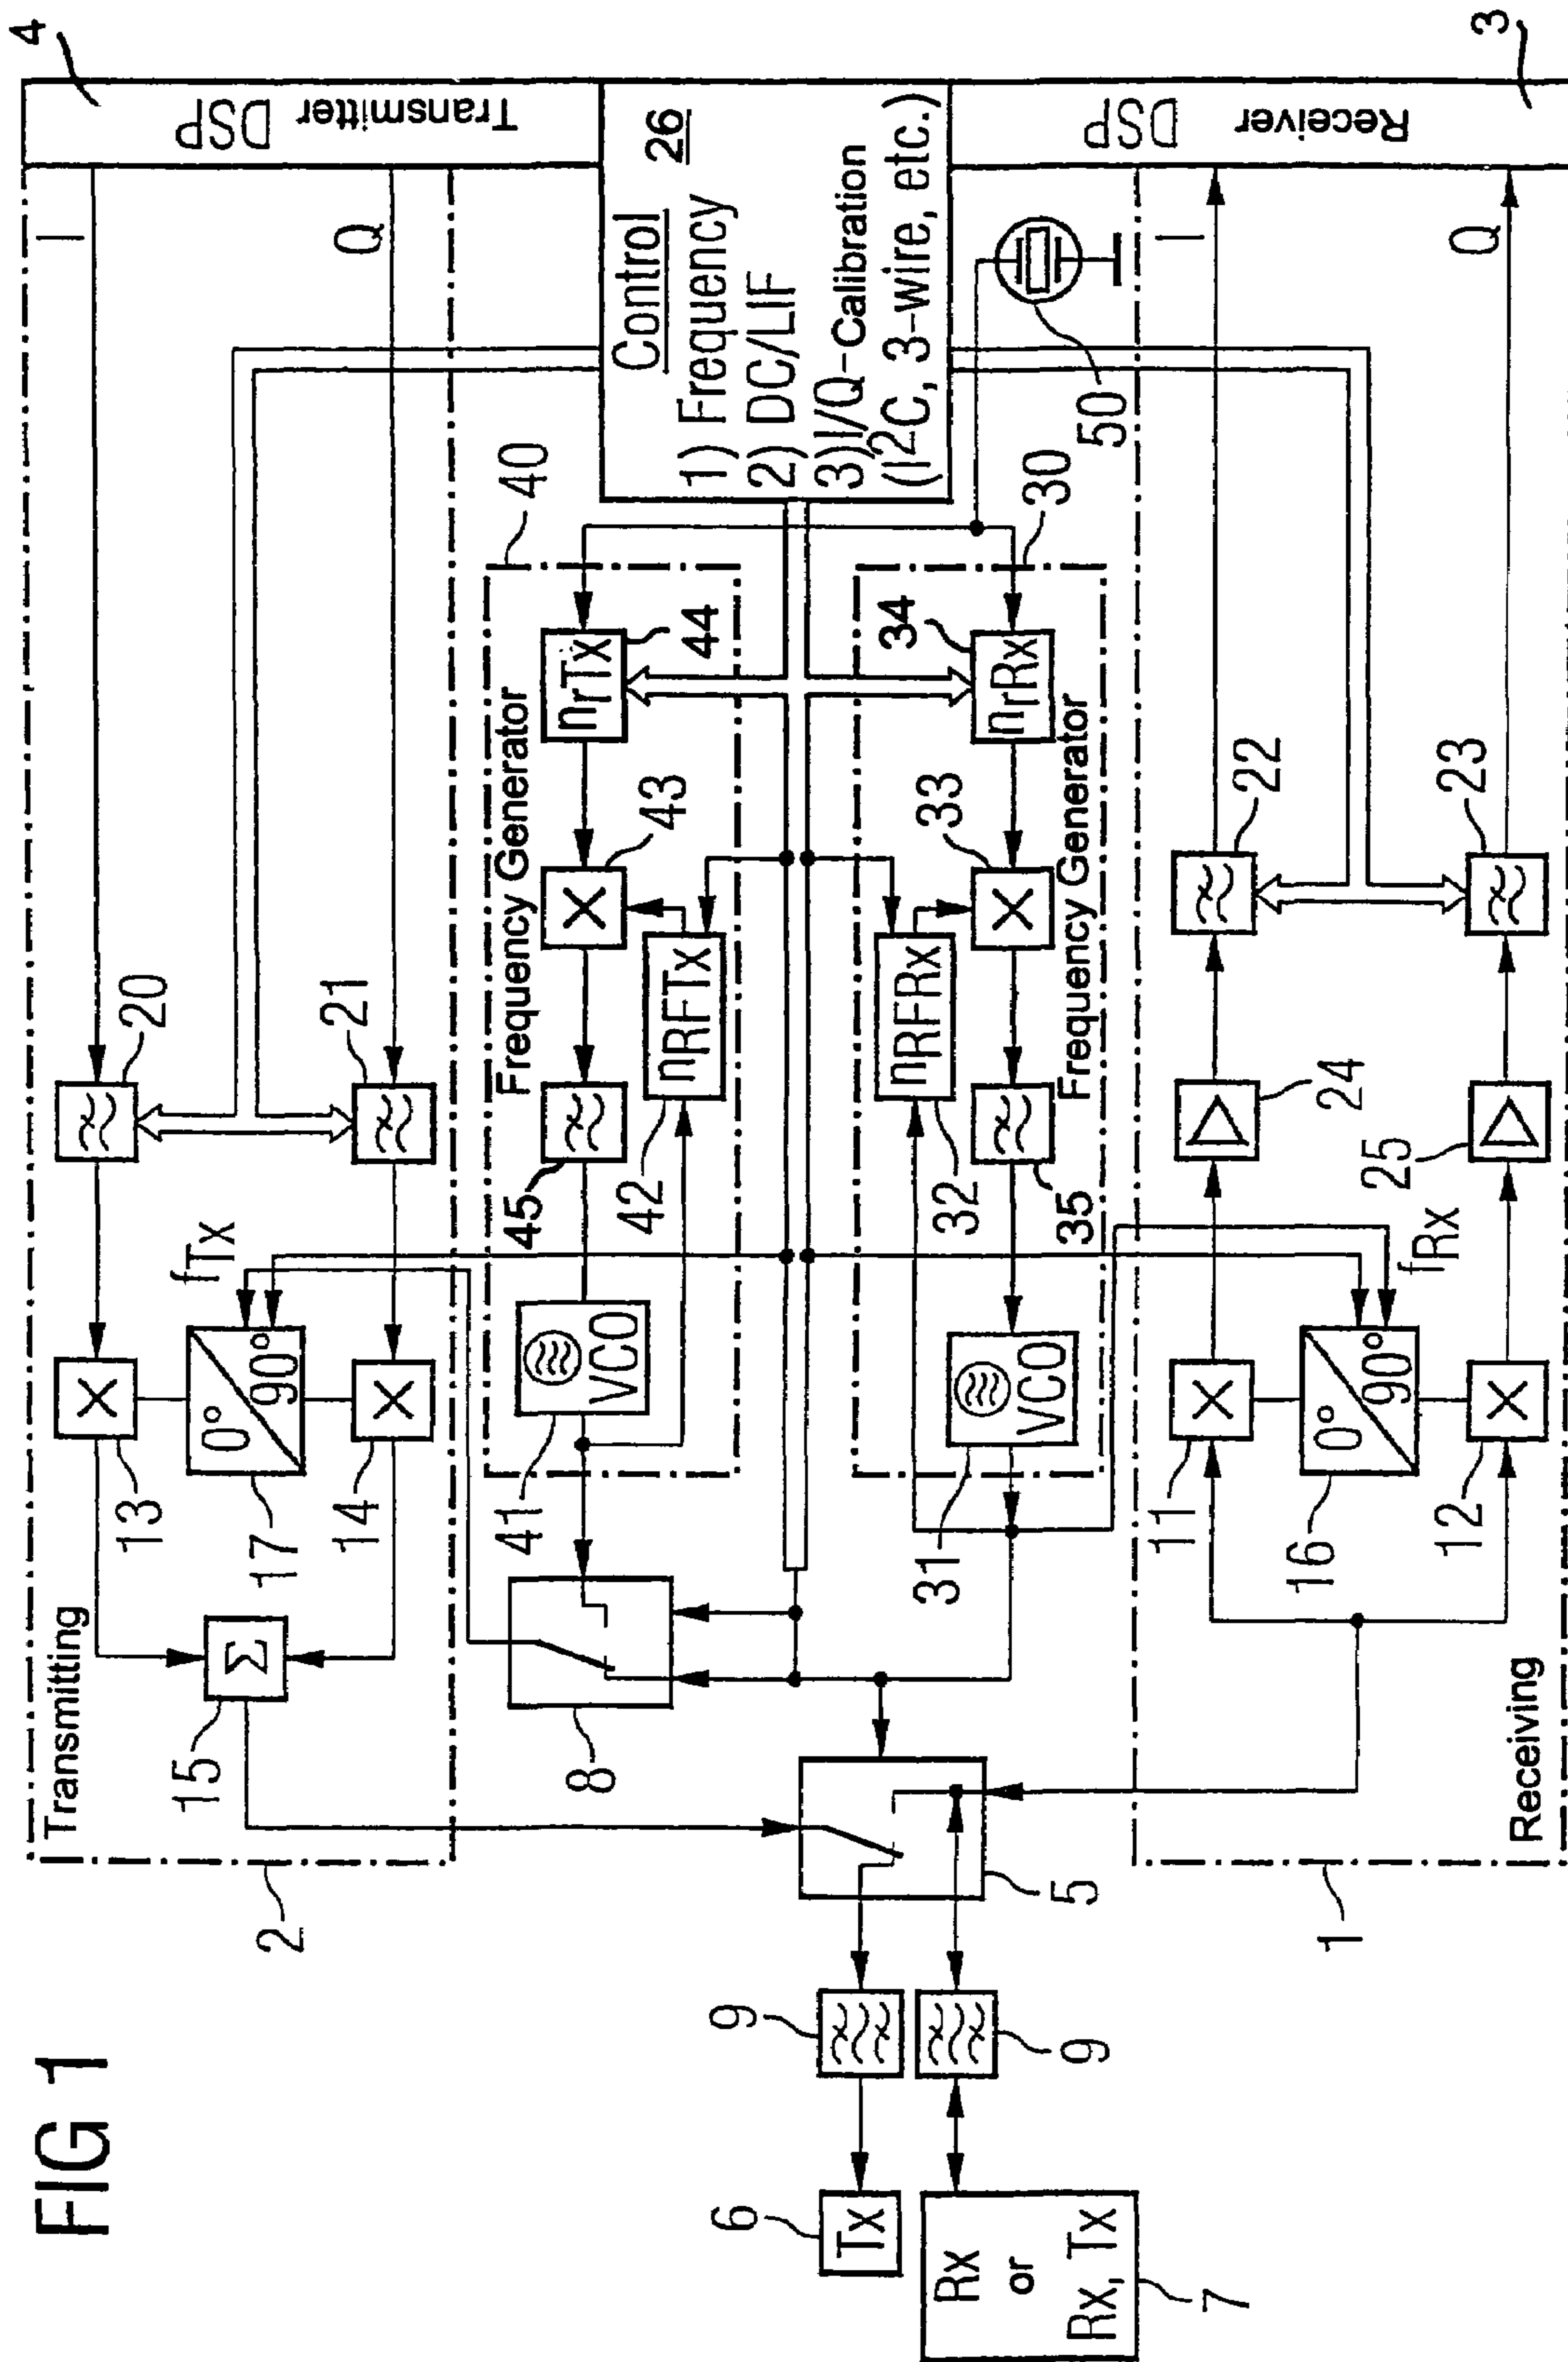 FIG 1
Transmitting
2
15
Σ
13
0°
90°
17
14
fTx
20
21
I
Q
4
Transmitter
DSP
8
41
VCO
45
42
nRFTx
Frequency Generator
43
nrTx
44
40
Control
26
1) Frequency
2) DC/LIF
3) I/Q-Calibration
(I²C, 3-wire, etc.)
6
Tx
9
9
5
7
Rx
or
Rx, Tx
31
VCO
32
nRFRx
35
33
Frequency Generator
34
nrRx
30
50
1
Receiving
11
0°
90°
16
12
fRx
24
25
22
23
I
Q
Receiver
DSP
3